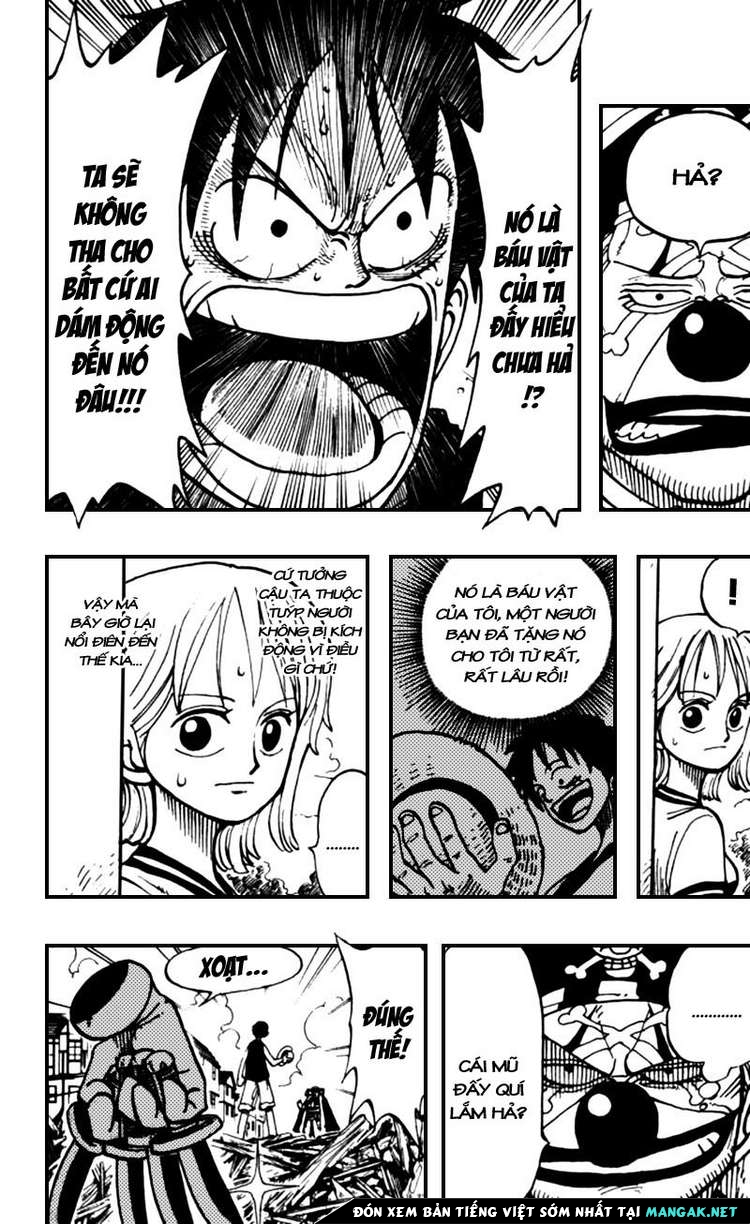 HẢ?
NÓ LÀ
BÁU VẬT
CỦA TA
ĐẤY HIỂU
CHƯA HẢ
!?
TA SẼ
KHÔNG
THA CHO
BẤT CỨ AI
DÁM ĐỘNG
ĐẾN NÓ
ĐÂU!!!
!
NÓ LÀ BÁU VẬT
CỦA TÔI, MỘT NGƯỜI
BẠN ĐÃ TẶNG NÓ
CHO TÔI TỪ RẤT,
RẤT LÂU RỒI!
CỨ TƯỞNG
CẬU TA THUỘC
TUÝP NGƯỜI
KHÔNG BỊ KÍCH
ĐỘNG VÌ ĐIỀU
GÌ CHỨ!
VẬY MÀ
BÂY GIỜ LẠI
NỔI ĐIÊN ĐẾN
THẾ KIA...
.........
.............
CÁI MŨ
ĐẤY QUÍ
LẮM HẢ?
ĐÚNG
THẾ!
XOẠT...
ĐÓN XEM BẢN TIẾNG VIỆT SỚM NHẤT TẠI MANGAK.NET